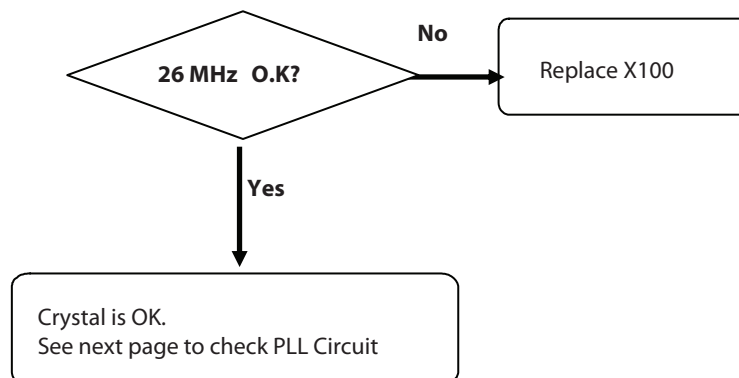 26 MHz O.K?
No
Replace X100
Yes
Crystal is OK.
See next page to check PLL Circuit